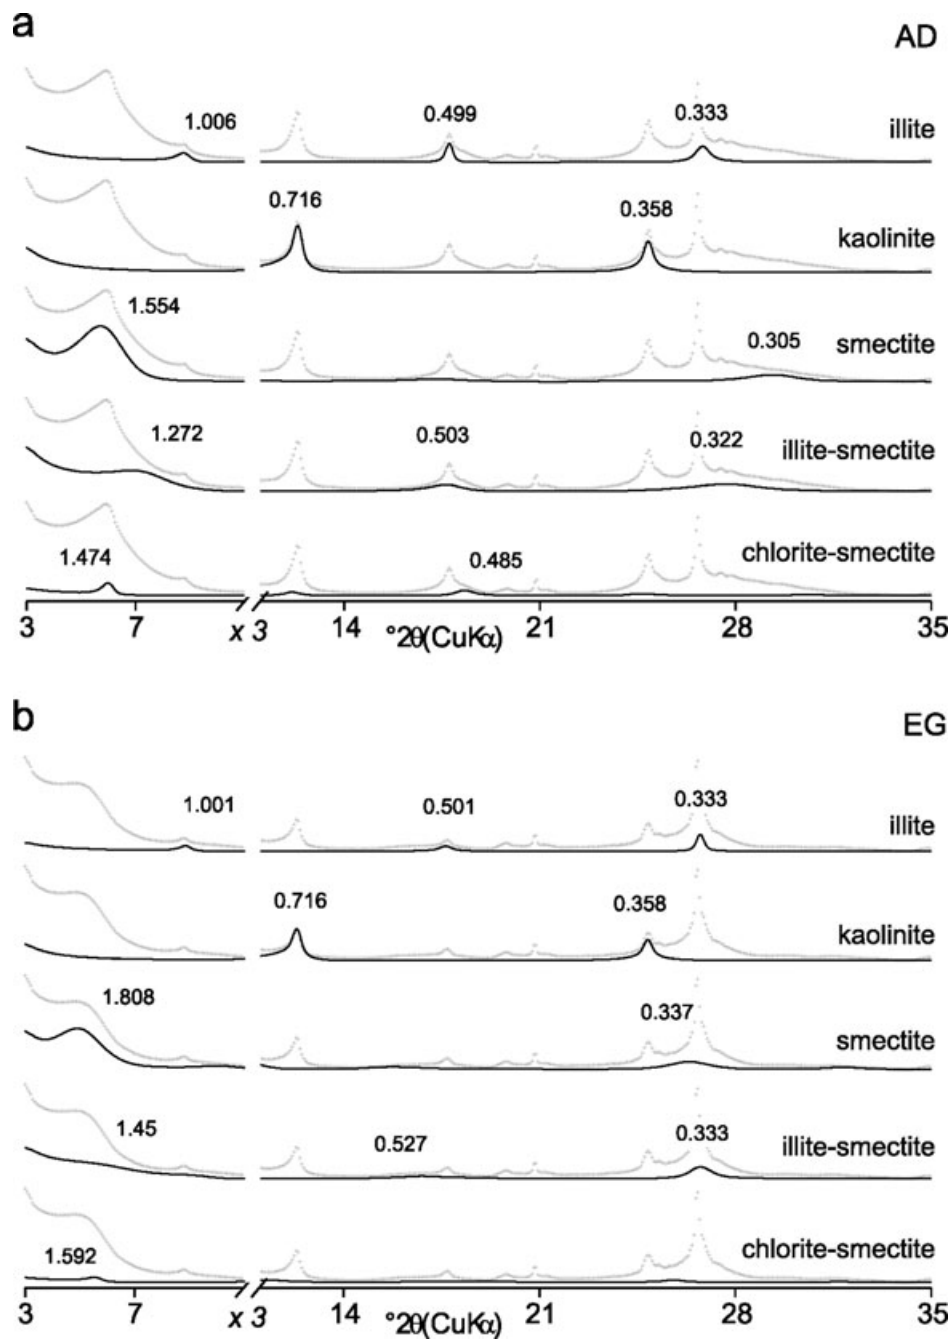 a
AD
1.006
0.499
0.333
illite
0.716
0.358
kaolinite
1.554
0.305
smectite
1.272
0.503
0.322
illite-smectite
1.474
0.485
chlorite-smectite
3 7 x 3 14 21 28 35
°2θ(CuKα)
b
EG
1.001
0.501
0.333
illite
0.716
0.358
kaolinite
1.808
0.337
smectite
1.45
0.527
0.333
illite-smectite
1.592
chlorite-smectite
3 7 x 3 14 21 28 35
°2θ(CuKα)